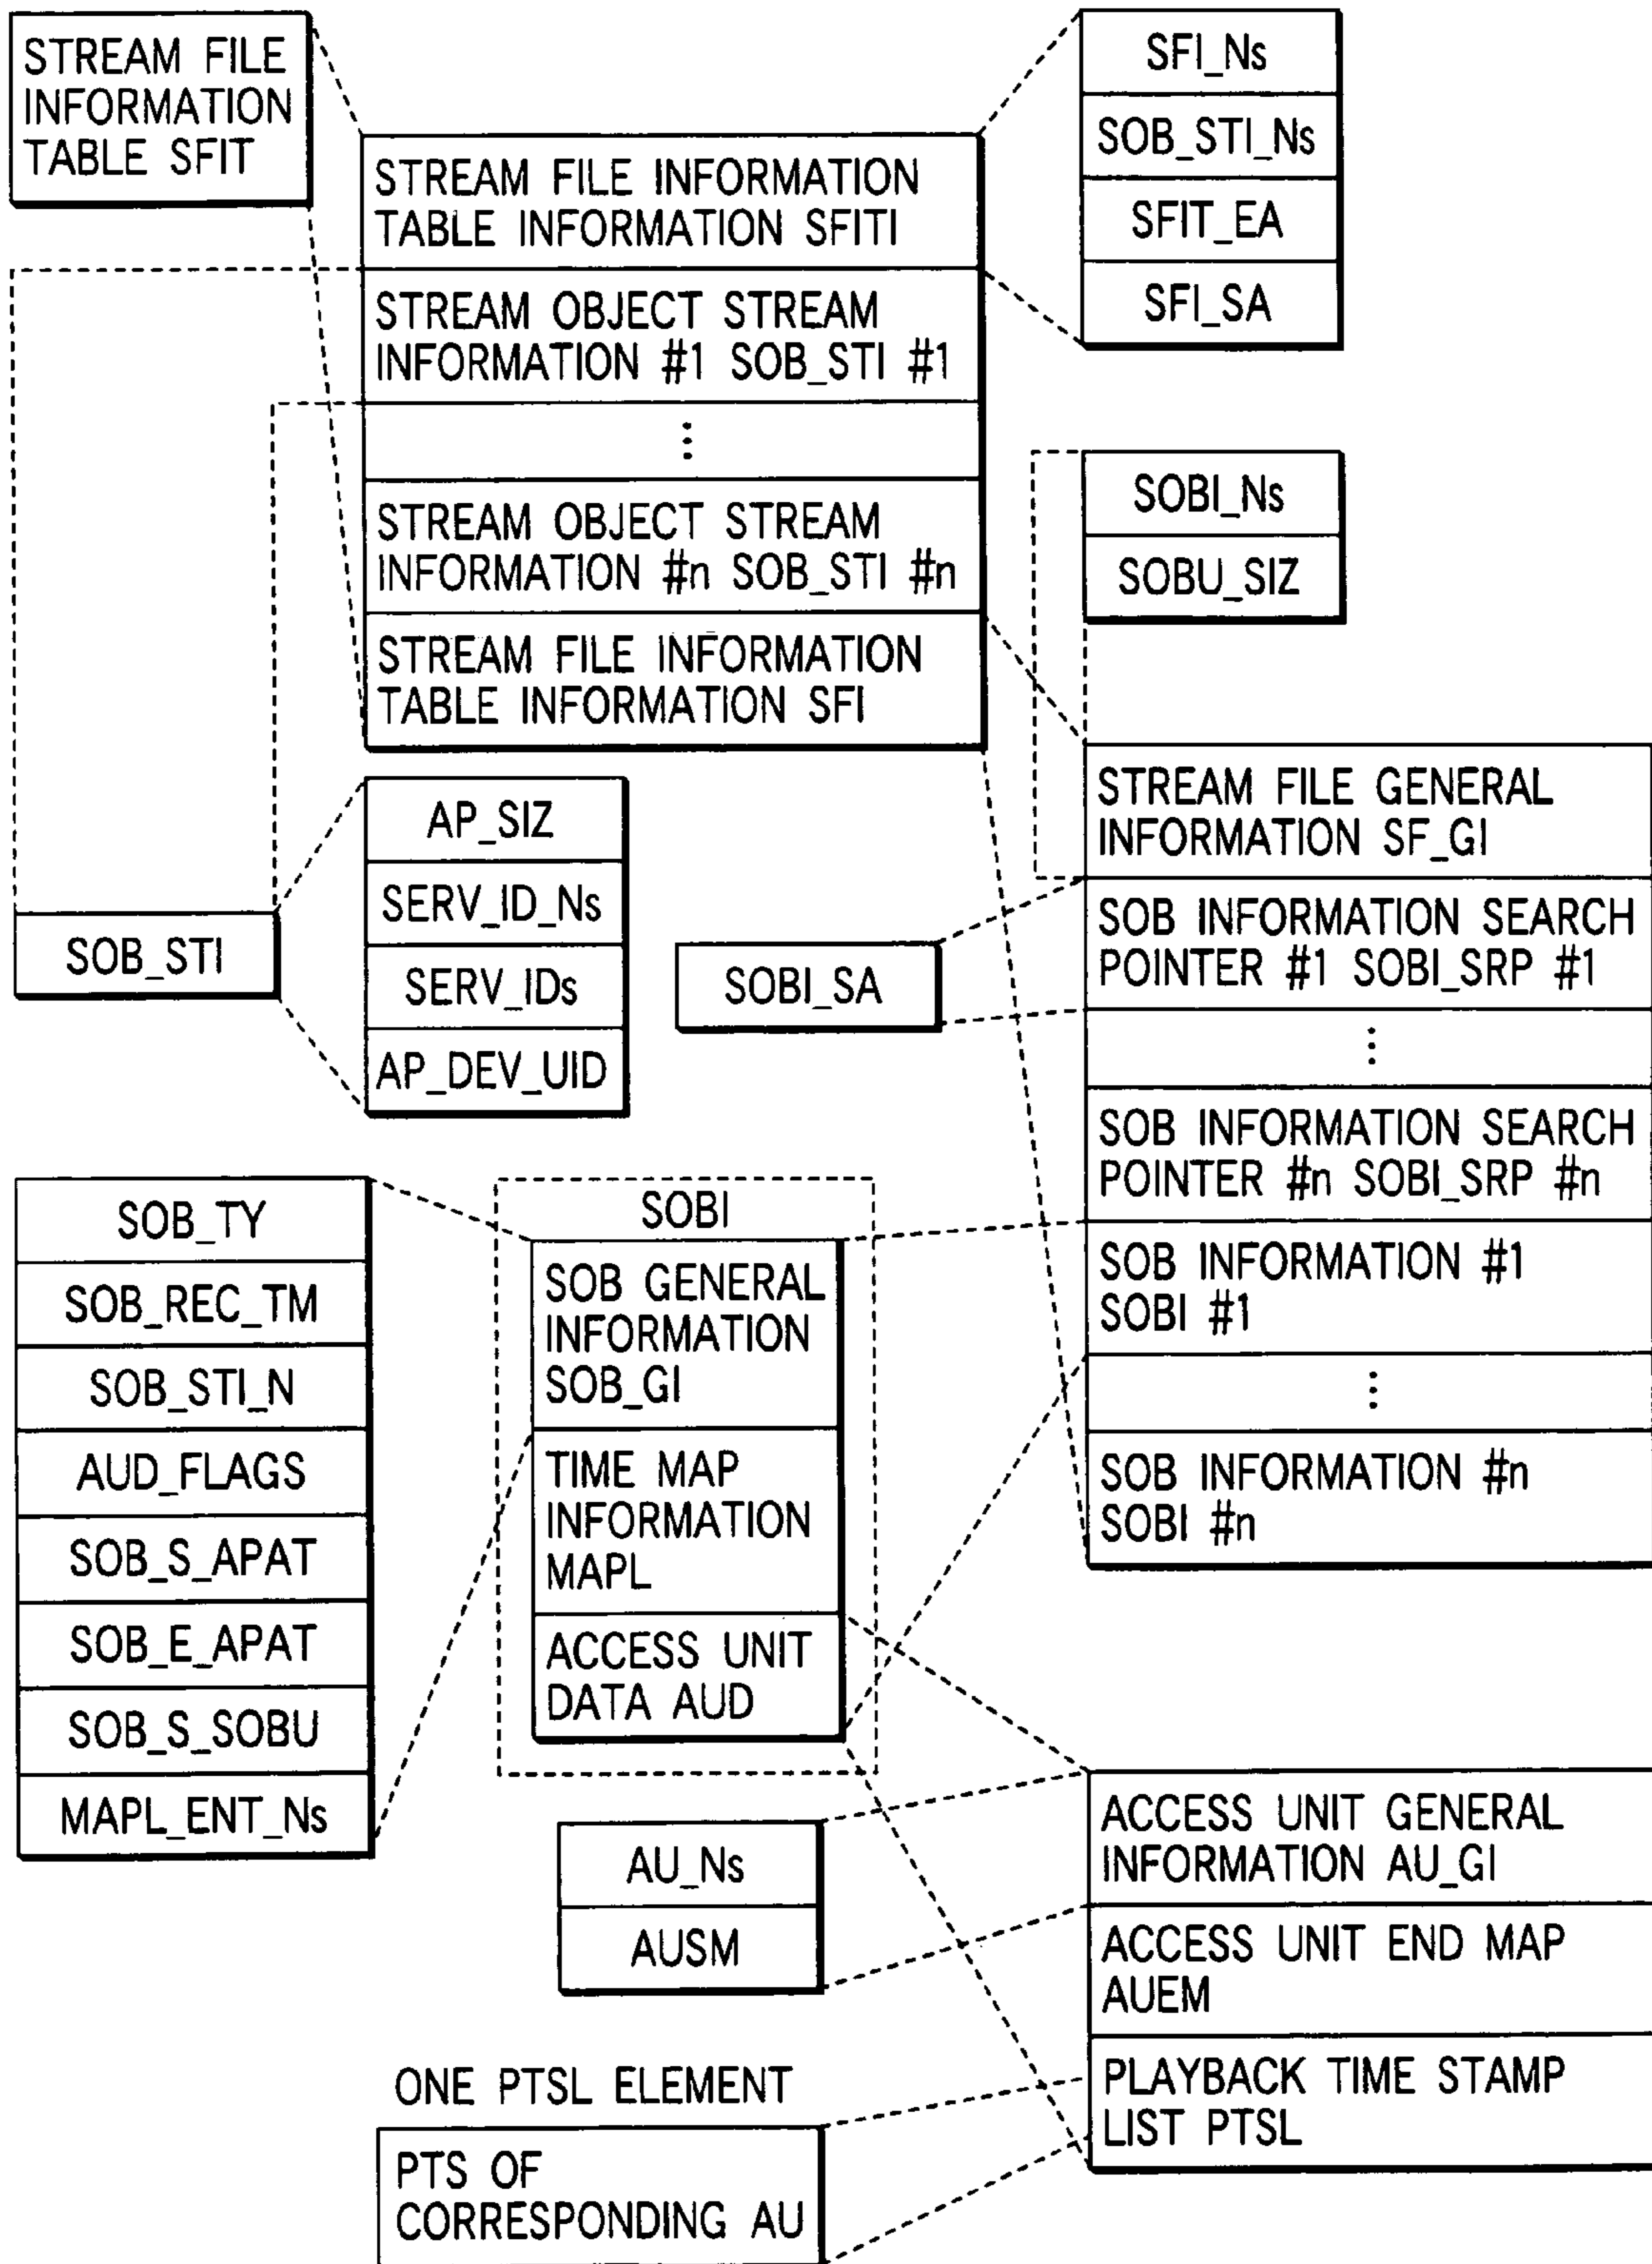 STREAM FILE
INFORMATION
TABLE SFIT
STREAM FILE INFORMATION
TABLE INFORMATION SFITI
STREAM OBJECT STREAM
INFORMATION #1 SOB_STI #1
⋮
STREAM OBJECT STREAM
INFORMATION #n SOB_STI #n
STREAM FILE INFORMATION
TABLE INFORMATION SFI
SFI_Ns
SOB_STI_Ns
SFIT_EA
SFI_SA
SOBI_Ns
SOBU_SIZ
STREAM FILE GENERAL
INFORMATION SF_GI
SOB INFORMATION SEARCH
POINTER #1 SOBI_SRP #1
⋮
SOB INFORMATION SEARCH
POINTER #n SOBI_SRP #n
SOB INFORMATION #1
SOBI #1
⋮
SOB INFORMATION #n
SOBI #n
SOB_STI
AP_SIZ
SERV_ID_Ns
SERV_IDs
AP_DEV_UID
SOBI_SA
SOB_TY
SOB_REC_TM
SOB_STI_N
AUD_FLAGS
SOB_S_APAT
SOB_E_APAT
SOB_S_SOBU
MAPL_ENT_Ns
SOBI
SOB GENERAL
INFORMATION
SOB_GI
TIME MAP
INFORMATION
MAPL
ACCESS UNIT
DATA AUD
AU_Ns
AUSM
ACCESS UNIT GENERAL
INFORMATION AU_GI
ACCESS UNIT END MAP
AUEM
PLAYBACK TIME STAMP
LIST PTSL
ONE PTSL ELEMENT
PTS OF
CORRESPONDING AU